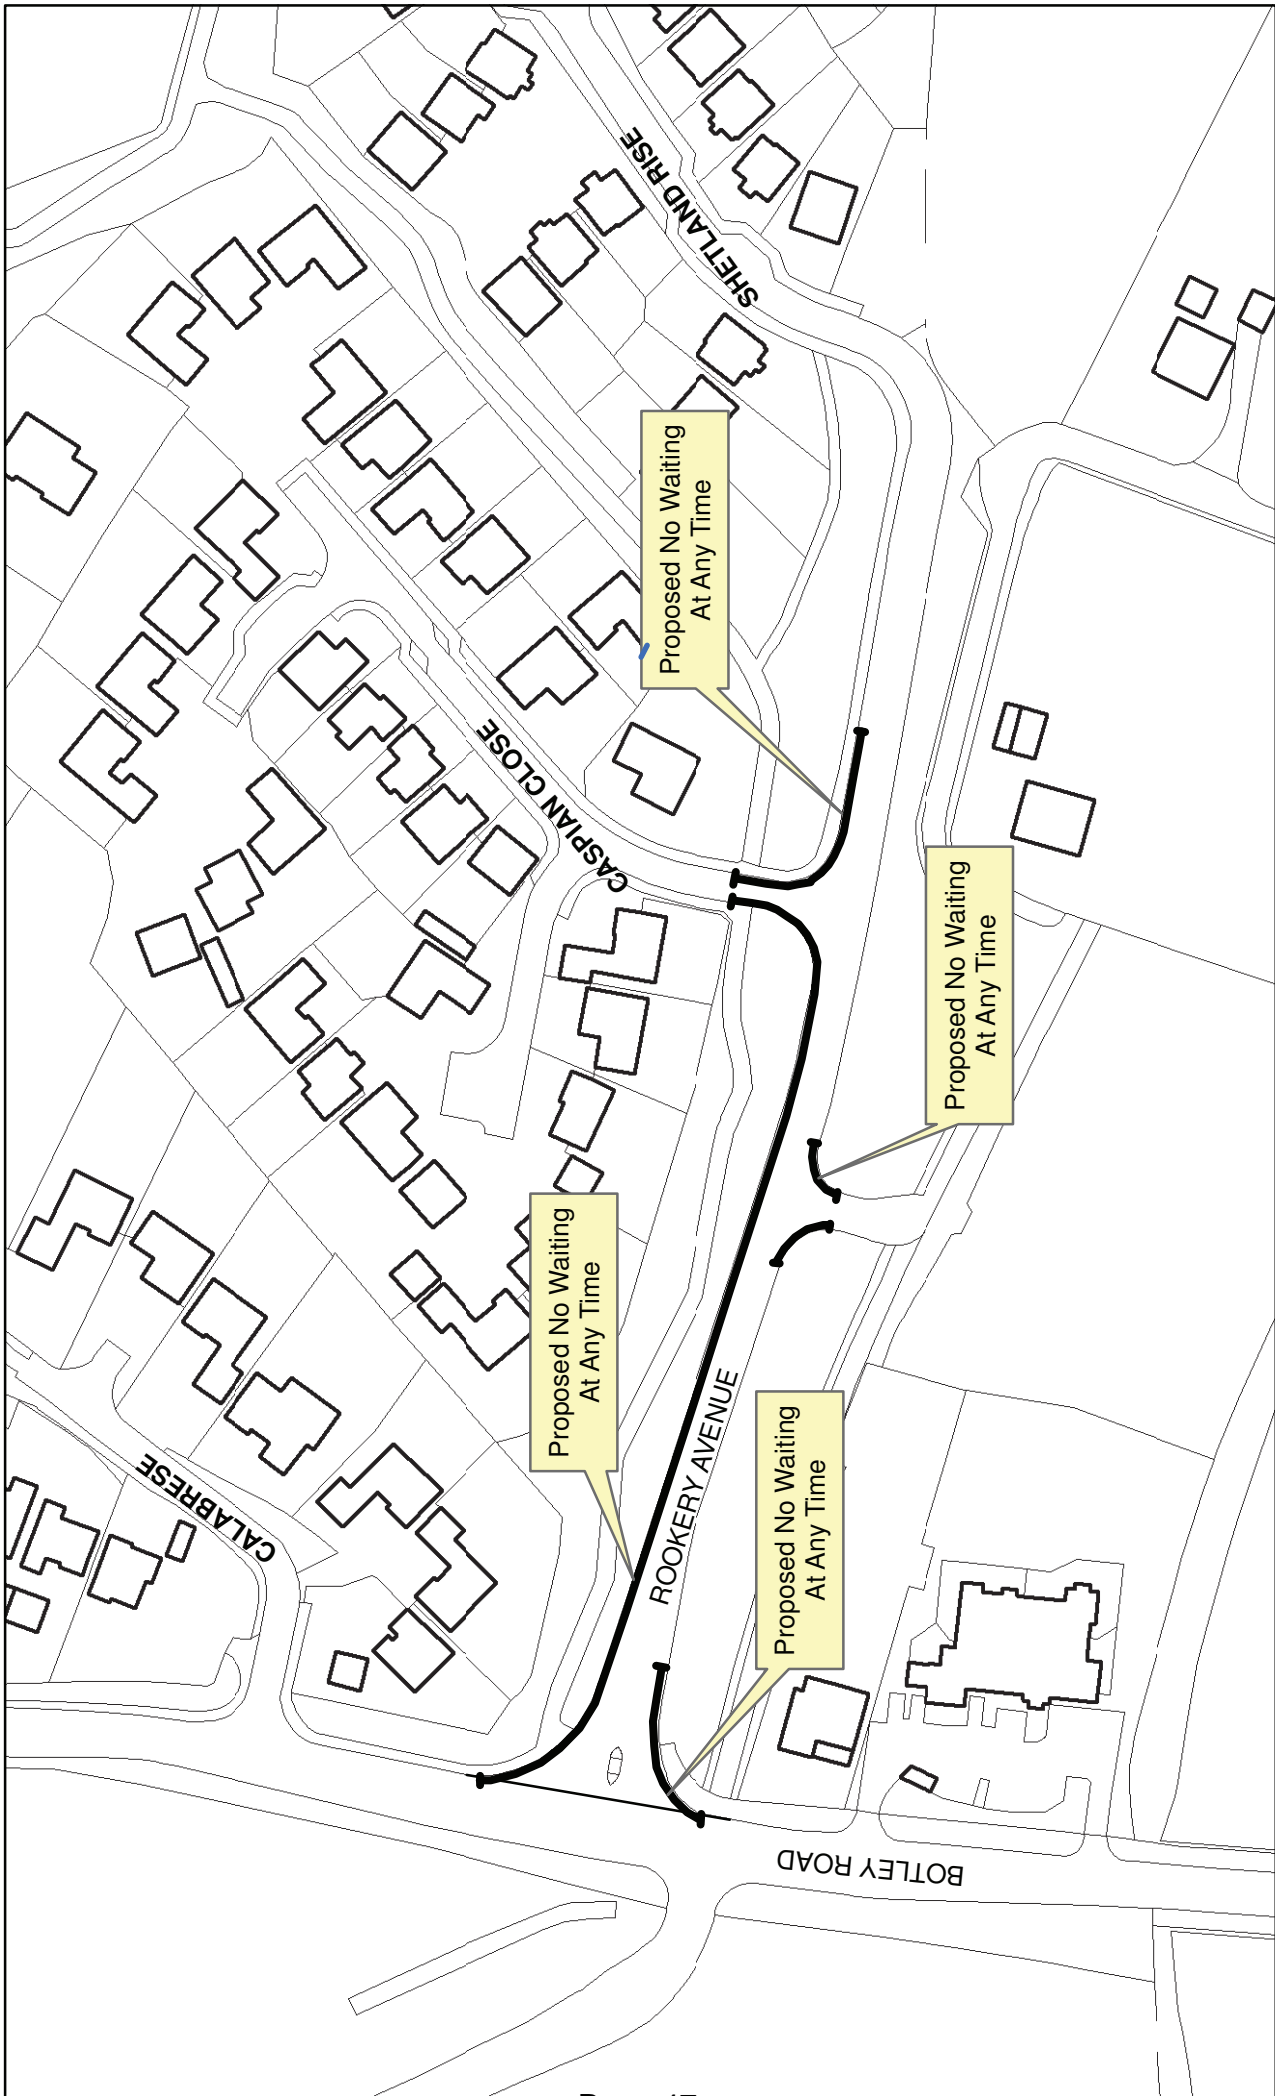 SHETLAND RISE
Proposed No Waiting
At Any Time
CASPIAN CLOSE
Proposed No Waiting
At Any Time
Proposed No Waiting
At Any Time
CALABRESE
ROOKERY AVENUE
Proposed No Waiting
At Any Time
BOTLEY ROAD